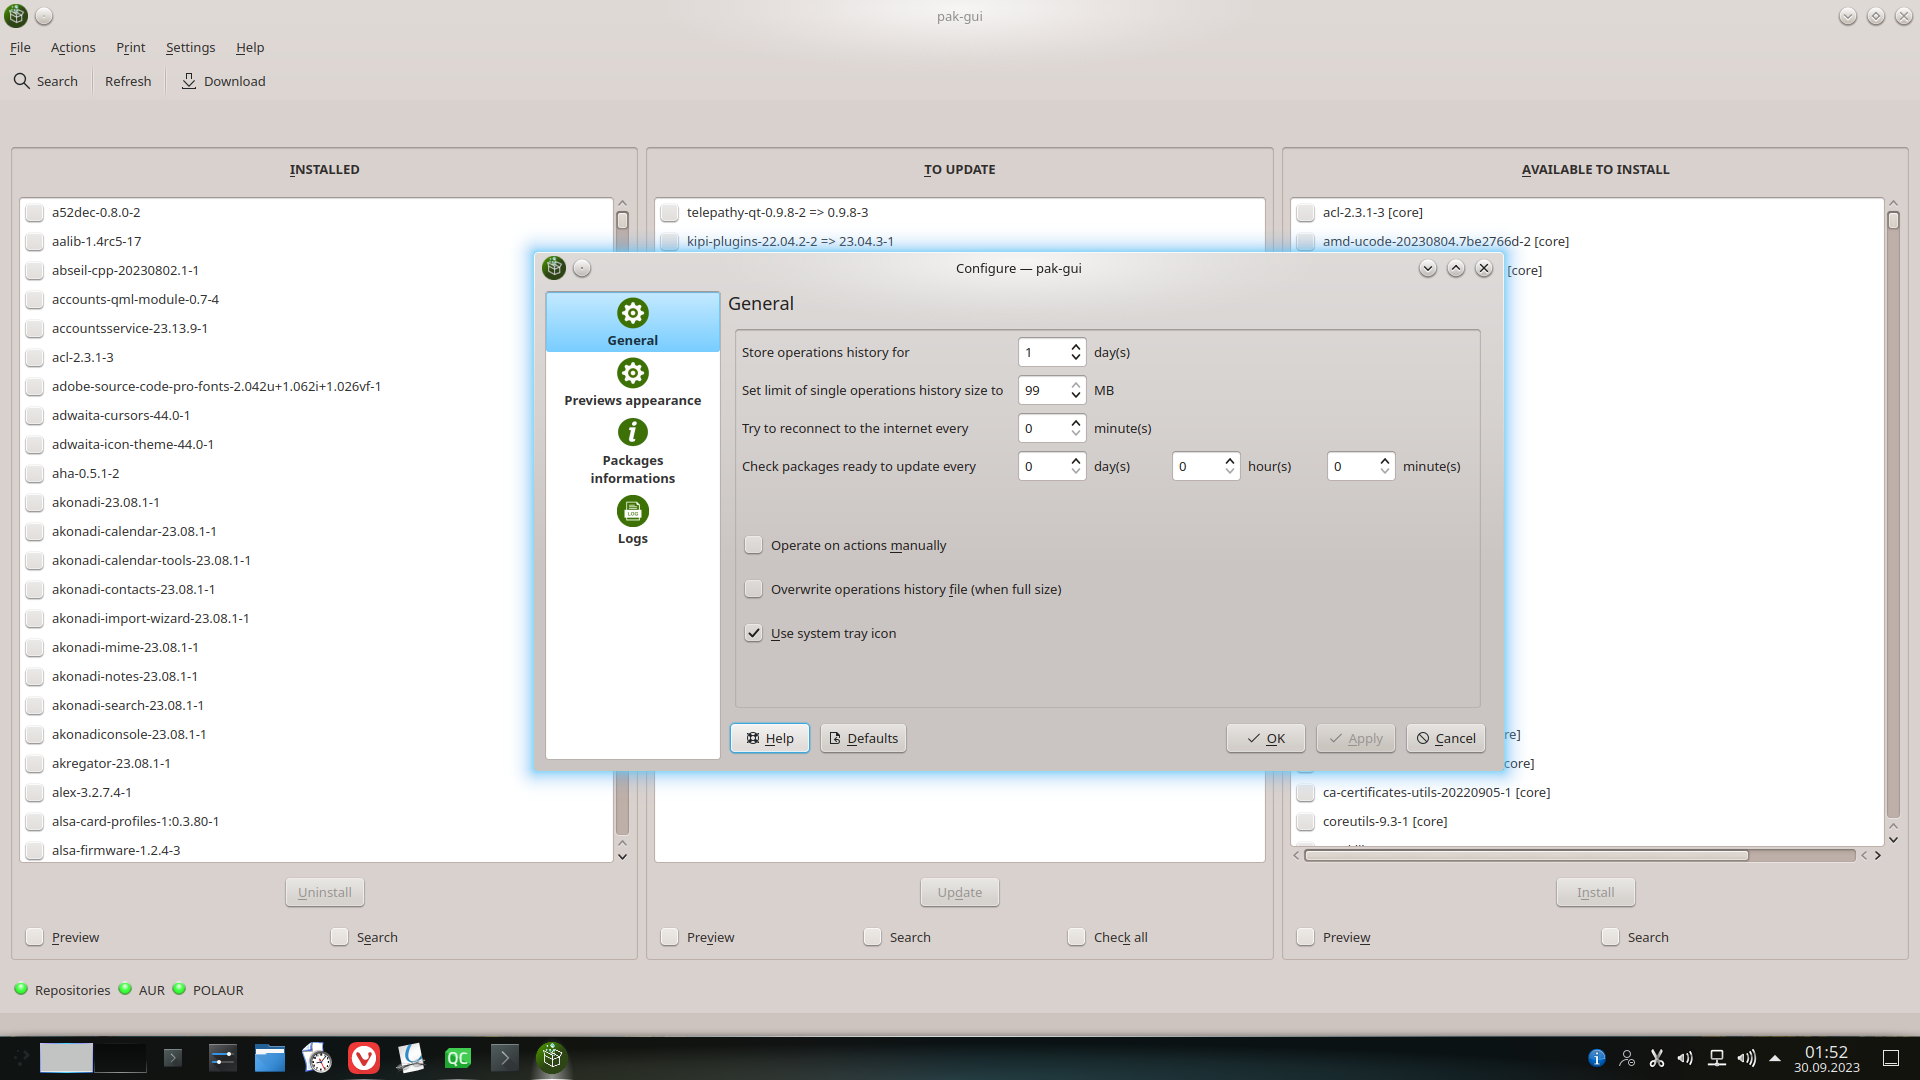 pak-gui
File Actions Print Settings Help
Search Refresh Download
INSTALLED
a52dec-0.8.0-2
aalib-1.4rc5-17
abseil-cpp-20230802.1-1
accounts-qml-module-0.7-4
accountsservice-23.13.9-1
acl-2.3.1-3
adobe-source-code-pro-fonts-2.042u+1.062i+1.026vf-1
adwaita-cursors-44.0-1
adwaita-icon-theme-44.0-1
aha-0.5.1-2
akonadi-23.08.1-1
akonadi-calendar-23.08.1-1
akonadi-calendar-tools-23.08.1-1
akonadi-contacts-23.08.1-1
akonadi-import-wizard-23.08.1-1
akonadi-mime-23.08.1-1
akonadi-notes-23.08.1-1
akonadi-search-23.08.1-1
akonadiconsole-23.08.1-1
akregator-23.08.1-1
alex-3.2.7.4-1
alsa-card-profiles-1:0.3.80-1
alsa-firmware-1.2.4-3
Uninstall
Preview Search
TO UPDATE
telepathy-qt-0.9.8-2 => 0.9.8-3
kipi-plugins-22.04.2-2 => 23.04.3-1
Update
Preview Search Check all
AVAILABLE TO INSTALL
acl-2.3.1-3 [core]
amd-ucode-20230804.7be2766d-2 [core]
[core]
re]
core]
ca-certificates-utils-20220905-1 [core]
coreutils-9.3-1 [core]
Install
Preview Search
Configure — pak-gui
General
Previews appearance
Packages
informations
LOG
Logs
General
Store operations history for 1 day(s)
Set limit of single operations history size to 99 MB
Try to reconnect to the internet every 0 minute(s)
Check packages ready to update every 0 day(s) 0 hour(s) 0 minute(s)
Operate on actions manually
Overwrite operations history file (when full size)
Use system tray icon
Help Defaults OK Apply Cancel
Repositories AUR POLAUR
QC
01:52
30.09.2023